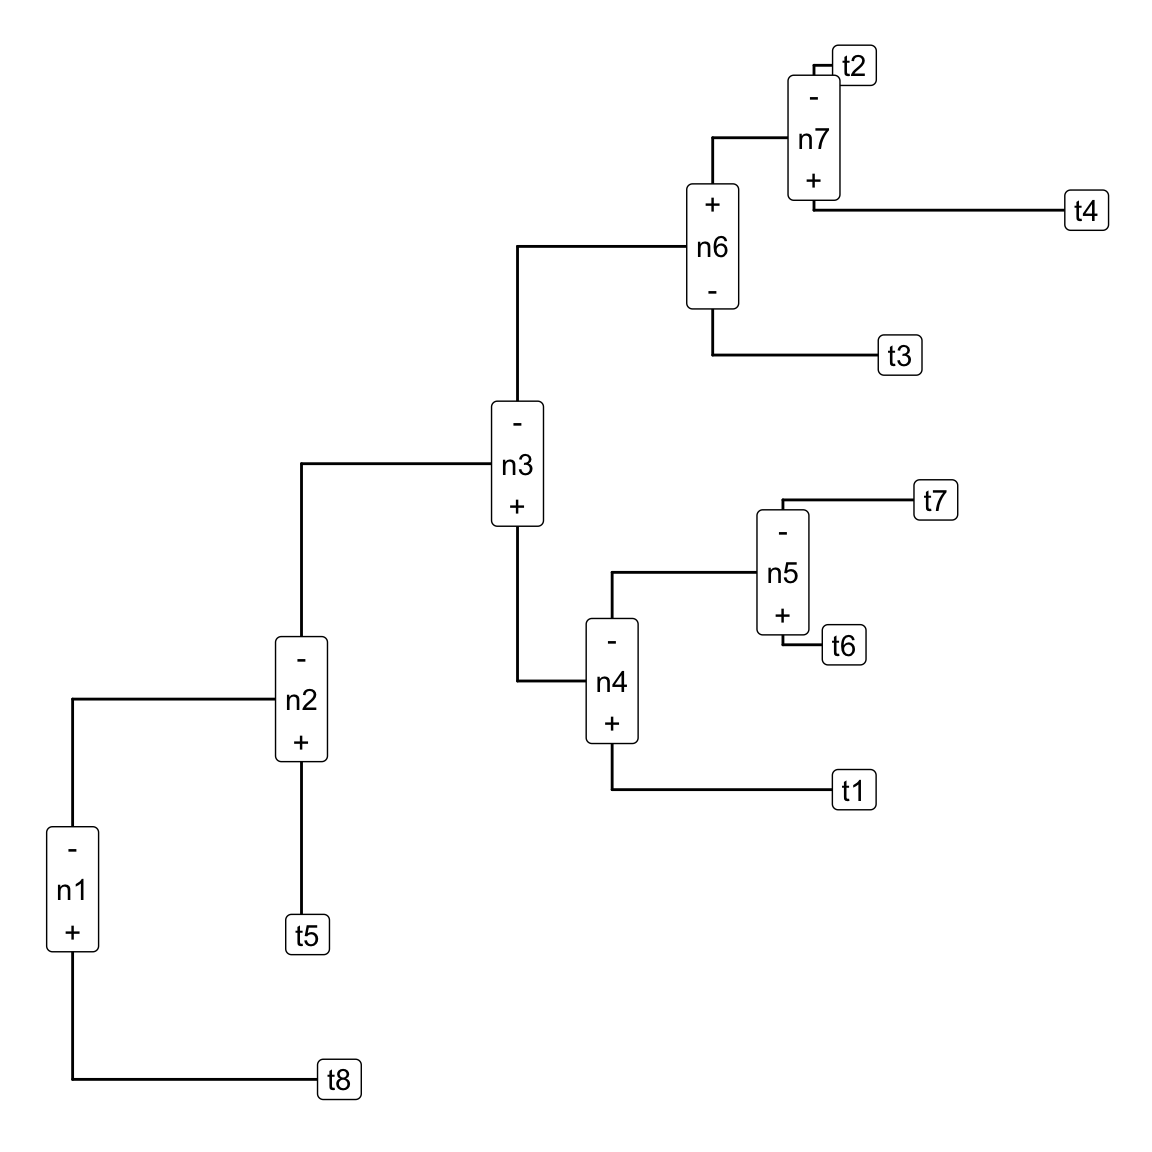 t2
-
n7
+
t4
+
n6
-
t3
-
n3
+
t7
-
n5
+
t6
-
n4
+
t1
-
n2
+
t5
-
n1
+
t8